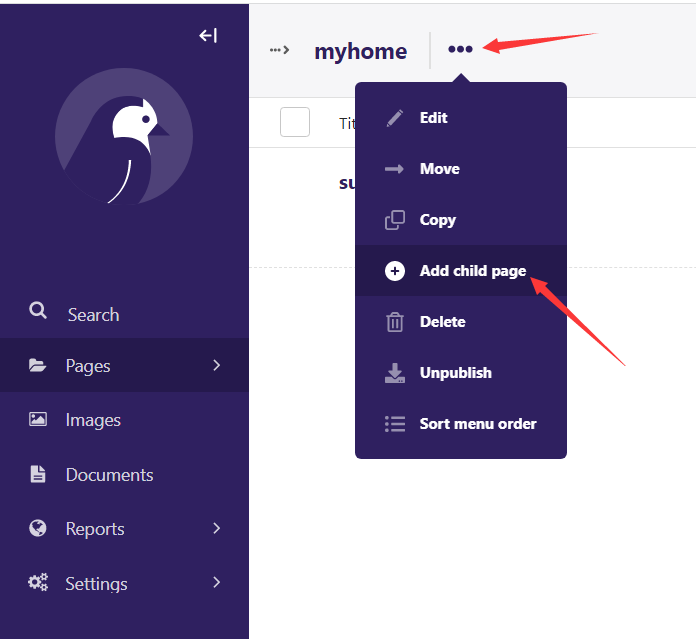 myhome
Tit
su
Edit
Move
Copy
Add child page
Delete
Unpublish
Sort menu order
Search
Pages
Images
Documents
Reports
Settings